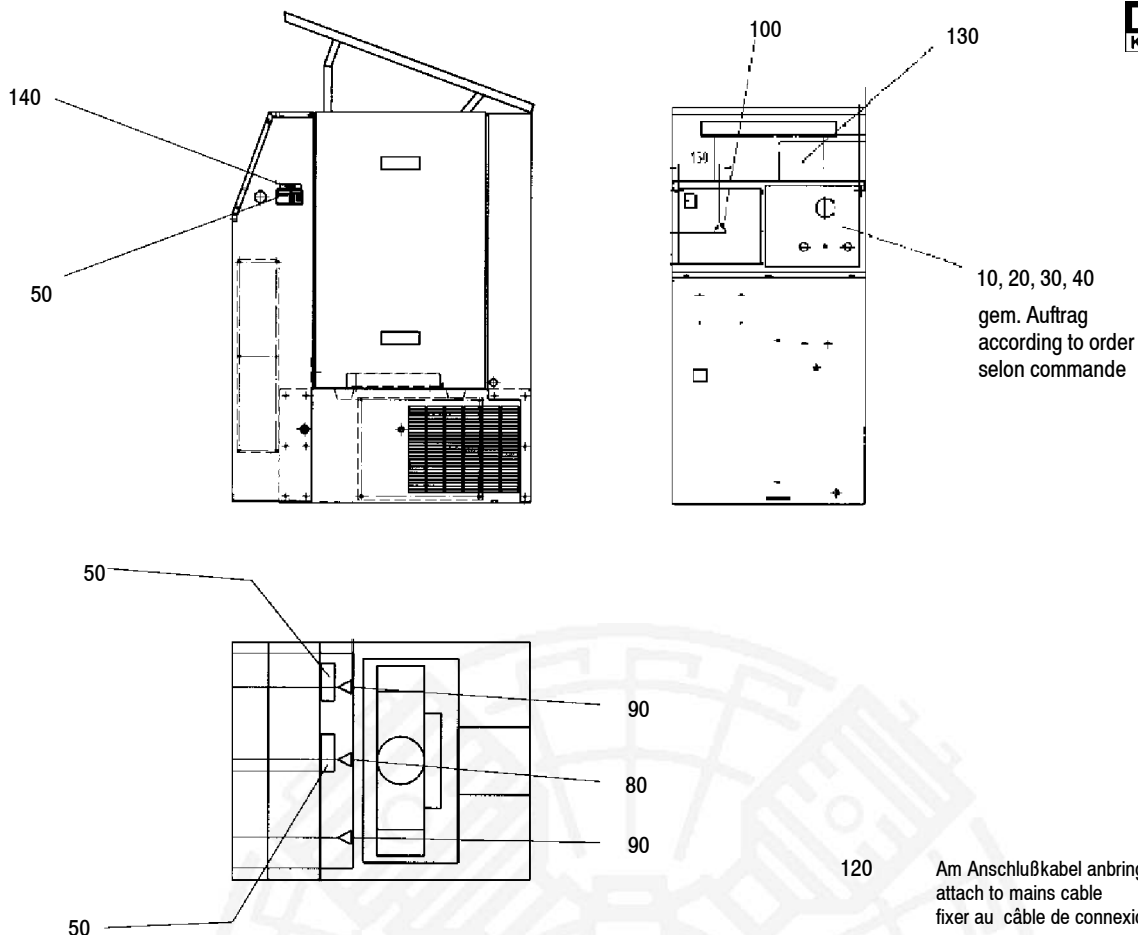 100
130
140
150
50
10, 20, 30, 40
gem. Auftrag
according to order
selon commande
50
90
80
90
50
120
Am Anschlußkabel anbring
attach to mains cable
fixer au câble de connexio